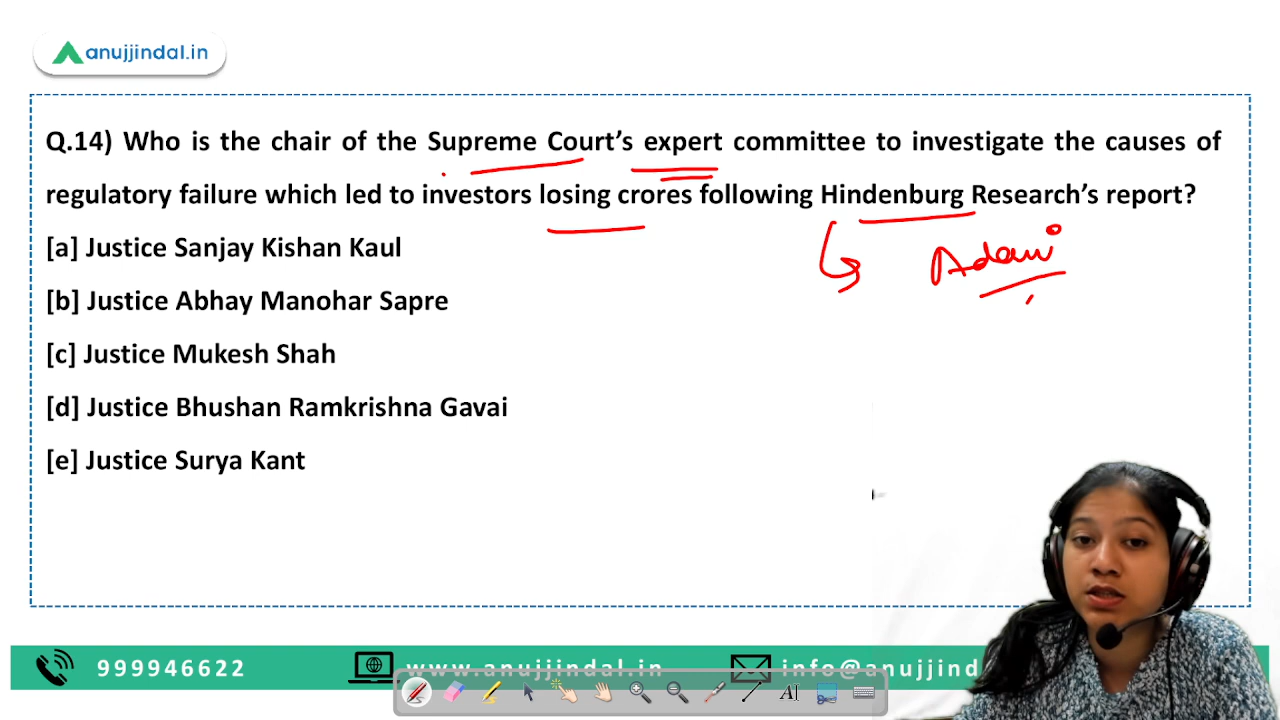 anujjindal.in
Q.14) Who is the chair of the Supreme Court’s expert committee to investigate the causes of
regulatory failure which led to investors losing crores following Hindenburg Research’s report?
Adani
[a] Justice Sanjay Kishan Kaul
[b] Justice Abhay Manohar Sapre
[c] Justice Mukesh Shah
[d] Justice Bhushan Ramkrishna Gavai
[e] Justice Surya Kant
999946622 www.anujjindal.in info@anujjind